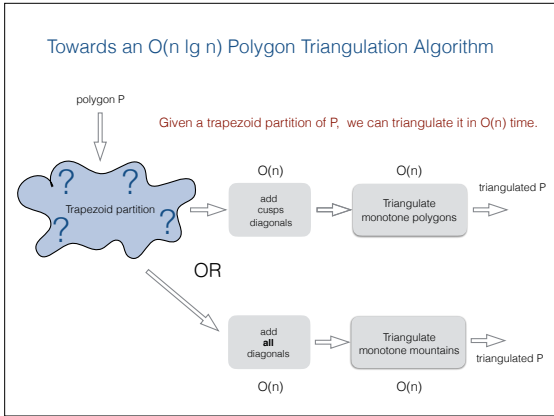 Towards an O(n lg n) Polygon Triangulation Algorithm
polygon P
Given a trapezoid partition of P, we can triangulate it in O(n) time.
? ?
? ?
Trapezoid partition
O(n)
add
cusps
diagonals
O(n)
Triangulate
monotone polygons
triangulated P
OR
add
all
diagonals
O(n)
Triangulate
monotone mountains
O(n)
triangulated P